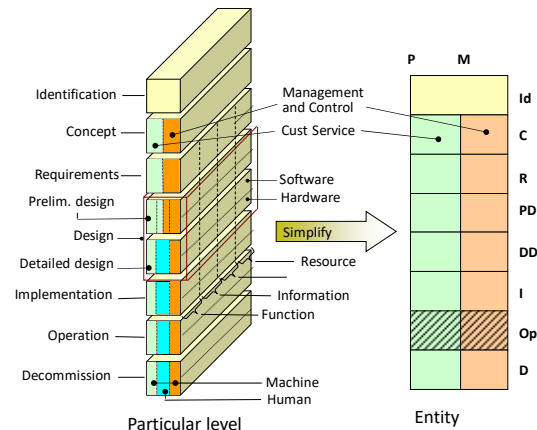 P M
Id
Identification
Management
and Control
Concept
Cust Service
C
Requirements
Software
R
Prelim. design
Hardware
PD
Design
Simplify
Detailed design
Resource
DD
Implementation
Information
I
Function
Operation
Op
Decommission
Machine
Human
D
Particular level
Entity